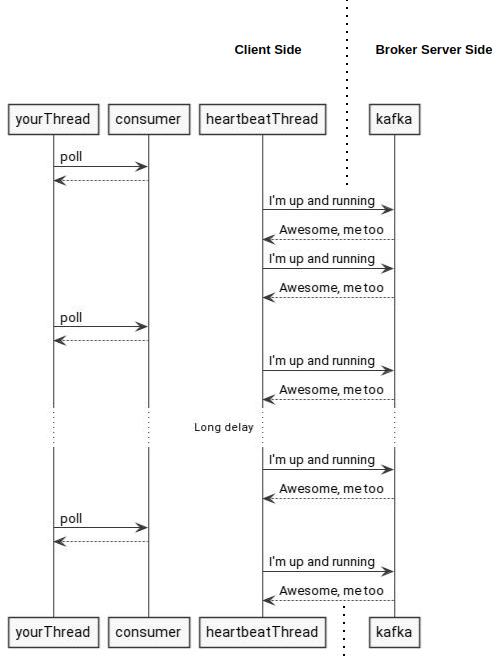 Client Side
Broker Server Side
yourThread
consumer
heartbeatThread
kafka
poll
I'm up and running
Awesome, me too
I'm up and running
Awesome, me too
poll
I'm up and running
Awesome, me too
Long delay
I'm up and running
Awesome, me too
poll
I'm up and running
Awesome, me too
yourThread
consumer
heartbeatThread
kafka